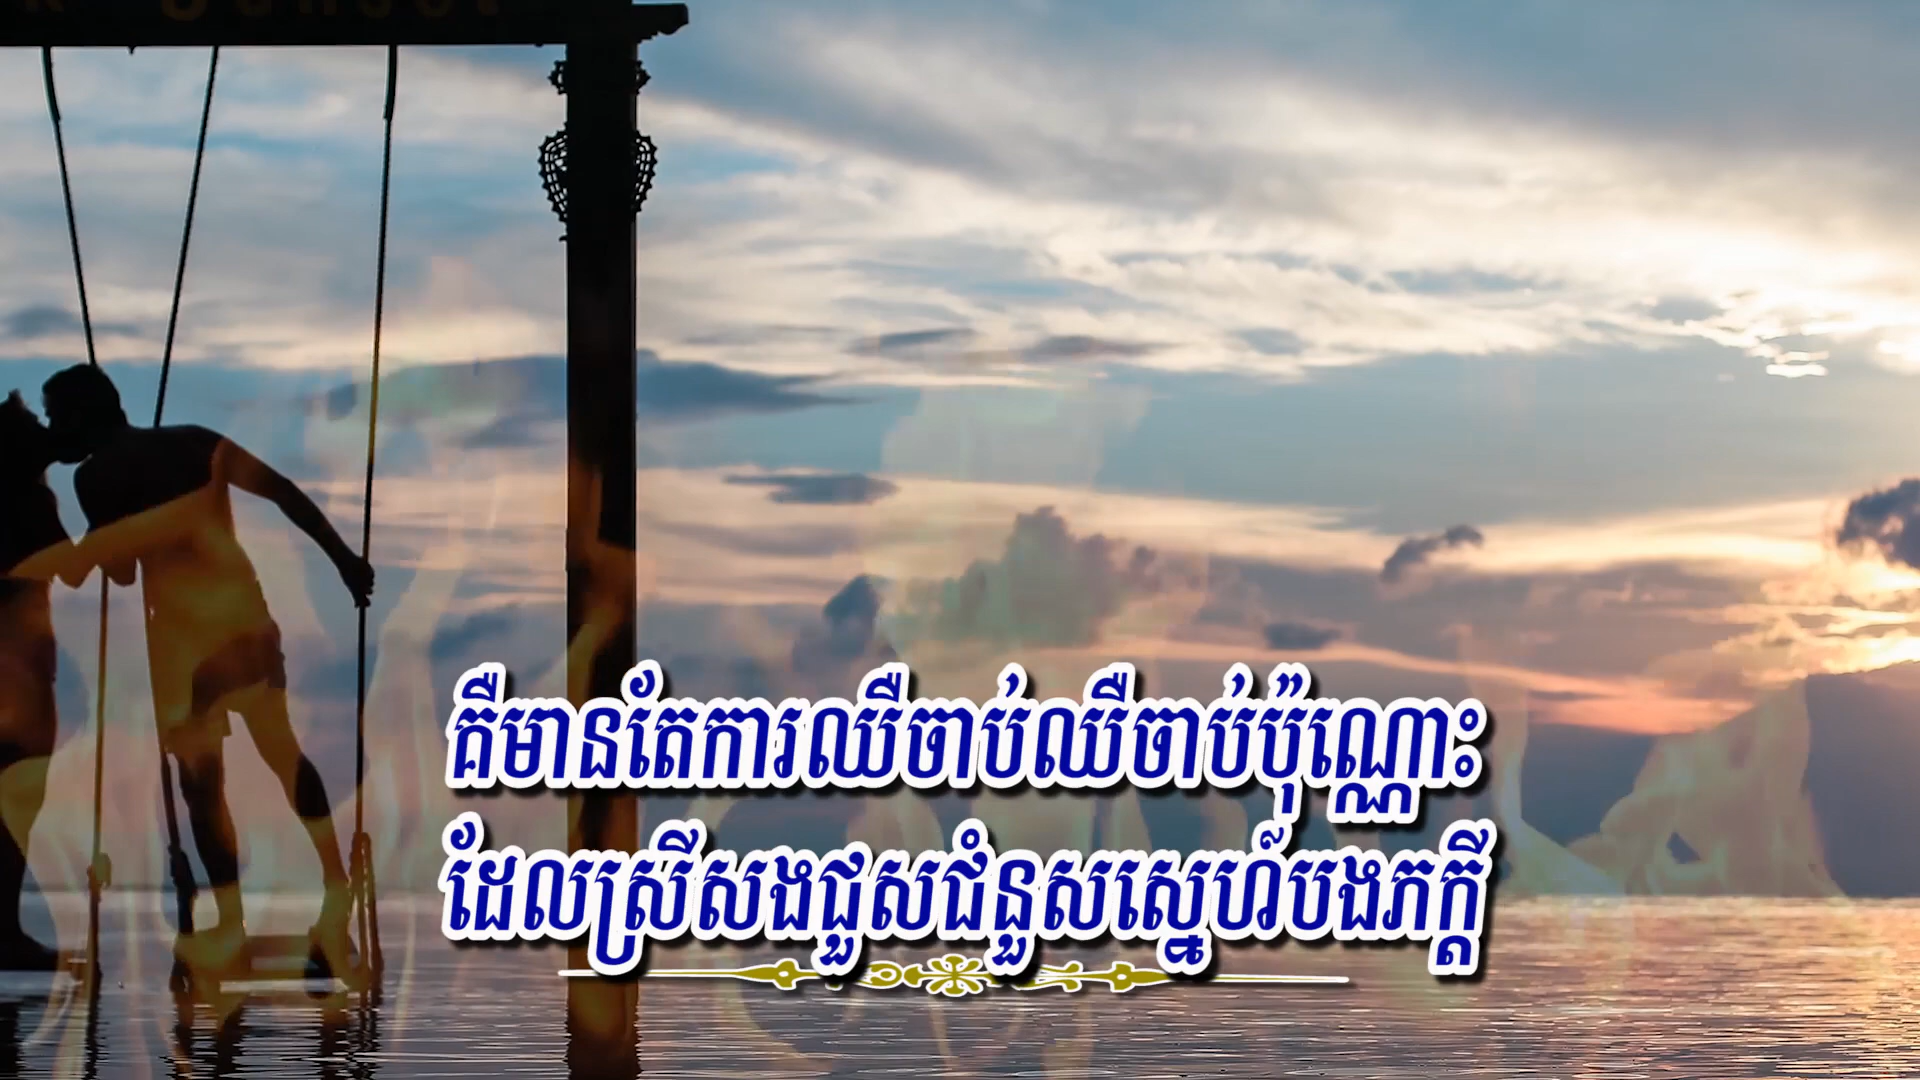 គឺមានតែការឈឺចាប់ឈឺចាប់ប៉ុណ្ណោះ
ដែលស្រីសងជួសជំនួសស្នេហ៍បងភក្ដី